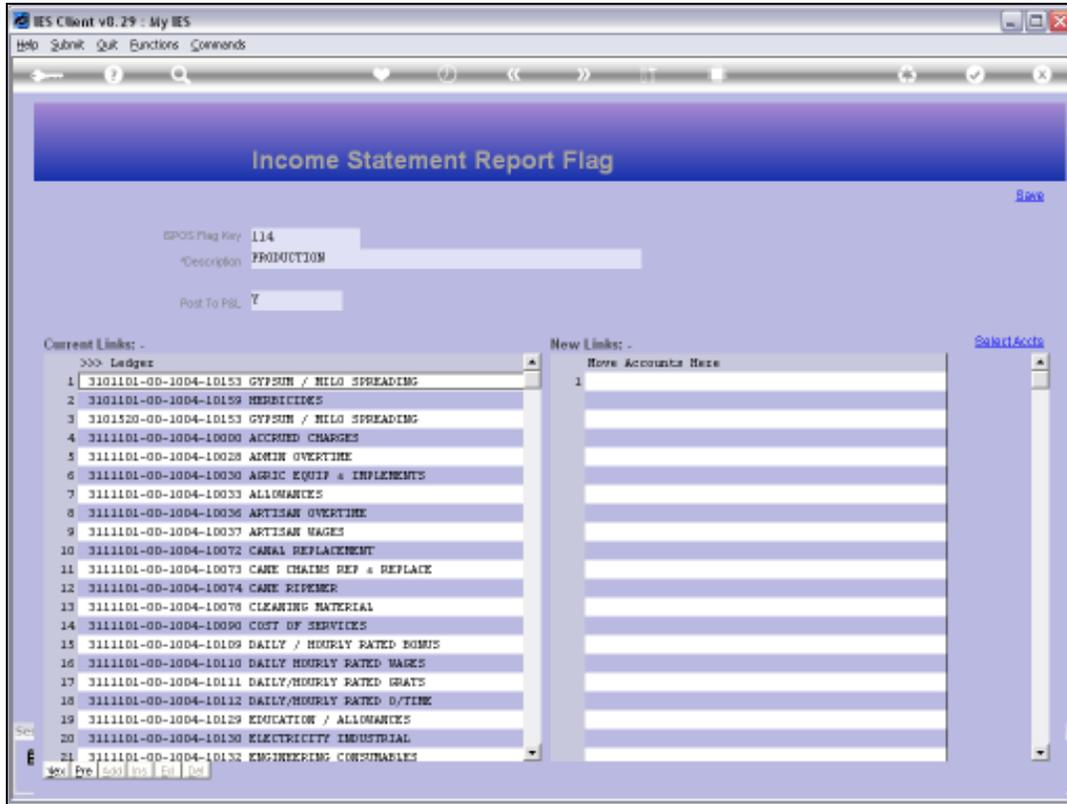 IES Client v8.29 : My IES
Help Submit Quit Functions Commands
Income Statement Report Flag
Save
ISPOS Flag Key 114
*Description PRODUCTION
Post To P&L Y
Current Links: - New Links: - Select Accts
>>> Ledger Move Accounts Here
1 3101101-00-1004-10153 GYPSUM / MILO SPREADING 1
2 3101101-00-1004-10159 HERBICIDES
3 3101520-00-1004-10153 GYPSUM / MILO SPREADING
4 3111101-00-1004-10000 ACCRUED CHARGES
5 3111101-00-1004-10028 ADMIN OVERTIME
6 3111101-00-1004-10030 AGRIC EQUIP & IMPLEMENTS
7 3111101-00-1004-10033 ALLOWANCES
8 3111101-00-1004-10036 ARTISAN OVERTIME
9 3111101-00-1004-10037 ARTISAN WAGES
10 3111101-00-1004-10072 CANAL REPLACEMENT
11 3111101-00-1004-10073 CANE CHAINS REP & REPLACE
12 3111101-00-1004-10074 CANE RIPENER
13 3111101-00-1004-10078 CLEANING MATERIAL
14 3111101-00-1004-10090 COST OF SERVICES
15 3111101-00-1004-10109 DAILY / HOURLY RATED BONUS
16 3111101-00-1004-10110 DAILY HOURLY RATED WAGES
17 3111101-00-1004-10111 DAILY/HOURLY RATED GRATS
18 3111101-00-1004-10112 DAILY/HOURLY RATED O/TIME
19 3111101-00-1004-10129 EDUCATION / ALLOWANCES
20 3111101-00-1004-10130 ELECTRICITY INDUSTRIAL
21 3111101-00-1004-10132 ENGINEERING CONSUMABLES
Nex Pre Add Ins Ed Del